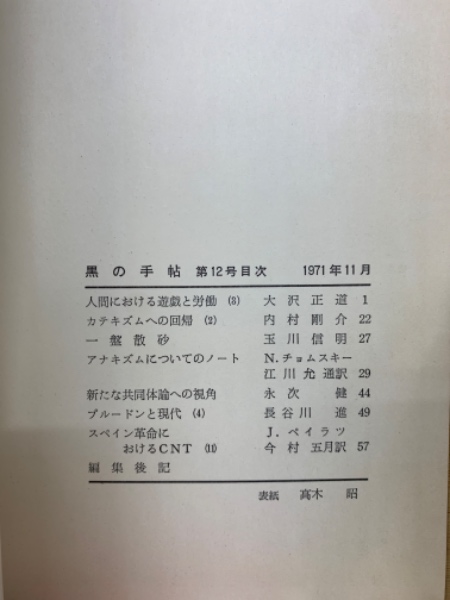 黒の手帖 第12号目次 1971年11月
人間における遊戯と労働 (3) 大沢正道 1
カテキズムへの回帰 (2) 内村剛介 22
一盤散砂 玉川信明 27
アナキズムについてのノート N.チョムスキー
江川允通訳 29
新たな共同体論への視角 永次健 44
プルードンと現代 (4) 長谷川進 49
スペイン革命に J.ペイラツ
おけるCNT (11) 今村五月訳 57
編集後記
表紙 高木昭